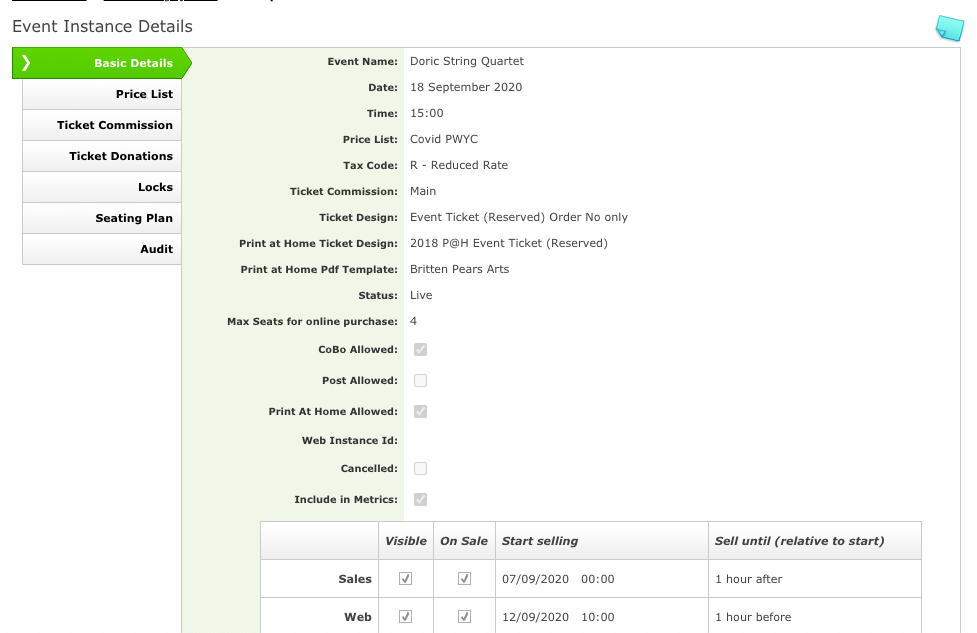 Event Instance Details
Basic Details
Price List
Ticket Commission
Ticket Donations
Locks
Seating Plan
Audit
Event Name: Doric String Quartet
Date: 18 September 2020
Time: 15:00
Price List: Covid PWYC
Tax Code: R - Reduced Rate
Ticket Commission: Main
Ticket Design: Event Ticket (Reserved) Order No only
Print at Home Ticket Design: 2018 P@H Event Ticket (Reserved)
Print at Home Pdf Template: Britten Pears Arts
Status: Live
Max Seats for online purchase: 4
CoBo Allowed:
Post Allowed:
Print At Home Allowed:
Web Instance Id:
Cancelled:
Include in Metrics:
Visible On Sale Start selling Sell until (relative to start)
Sales 07/09/2020 00:00 1 hour after
Web 12/09/2020 10:00 1 hour before